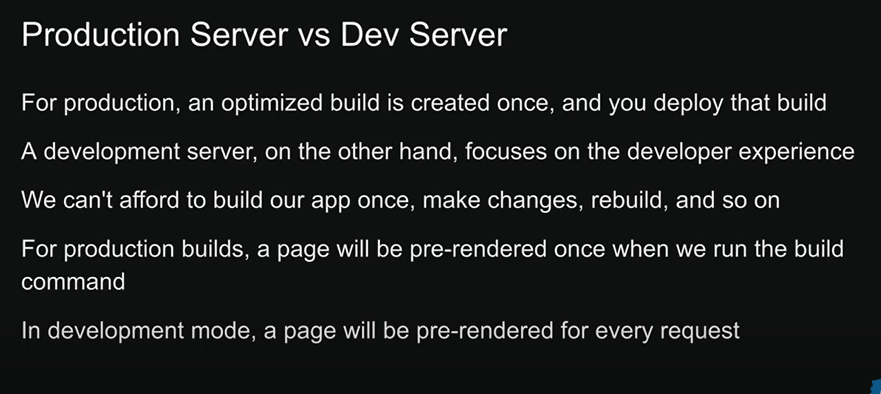 Production Server vs Dev Server
For production, an optimized build is created once, and you deploy that build
A development server, on the other hand, focuses on the developer experience
We can't afford to build our app once, make changes, rebuild, and so on
For production builds, a page will be pre-rendered once when we run the build
command
In development mode, a page will be pre-rendered for every request